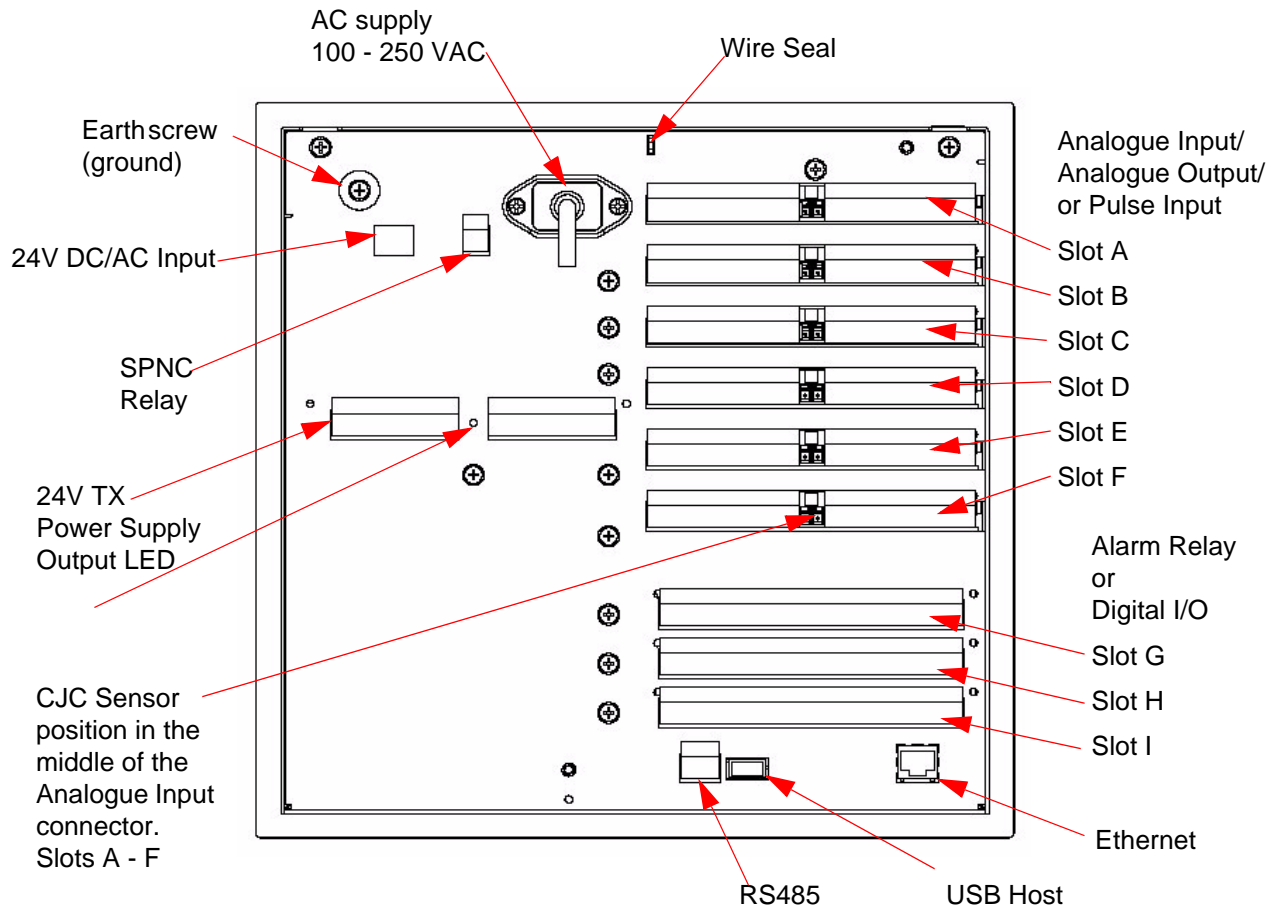 AC supply
100 - 250 VAC
Wire Seal
Earth screw
(ground)
Analogue Input/
Analogue Output/
or Pulse Input
24V DC/AC Input
Slot A
Slot B
Slot C
SPNC
Relay
Slot D
Slot E
Slot F
24V TX
Power Supply
Output LED
Alarm Relay
or
Digital I/O
Slot G
Slot H
Slot I
CJC Sensor
position in the
middle of the
Analogue Input
connector.
Slots A - F
Ethernet
RS485
USB Host